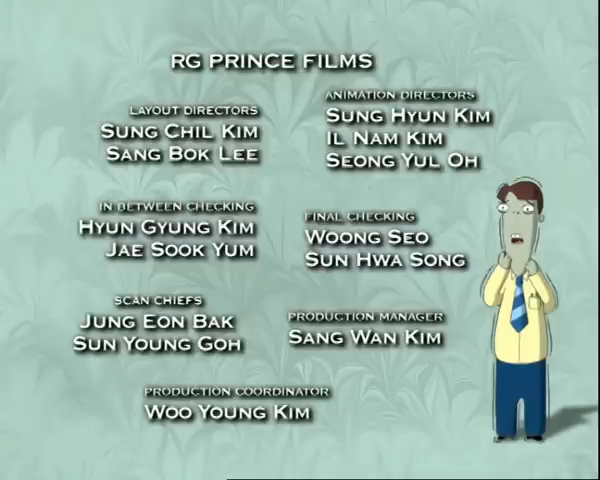 RG PRINCE FILMS
LAYOUT DIRECTORS
SUNG CHIL KIM
SANG BOK LEE
ANIMATION DIRECTORS
SUNG HYUN KIM
IL NAM KIM
SEONG YUL OH
IN BETWEEN CHECKING
HYUN GYUNG KIM
JAE SOOK YUM
FINAL CHECKING
WOONG SEO
SUN HWA SONG
SCAN CHIEFS
JUNG EON BAK
SUN YOUNG GOH
PRODUCTION MANAGER
SANG WAN KIM
PRODUCTION COORDINATOR
WOO YOUNG KIM